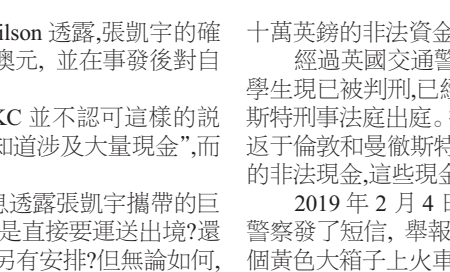 ilson 透露,張凱宇的確
澳元, 並在事發後對自
KC 並不認可這樣的説
知道涉及大量現金”,而
息透露張凱宇攜帶的巨
是直接要運送出境?還
另有安排?但無論如何,
十萬英鎊的非法資金
經過英國交通警
學生現已被判刑,已經
斯特刑事法庭出庭。
返于倫敦和曼徹斯特
的非法現金,這些現金
2019 年 2 月 4 日
警察發了短信, 舉報
個黃色大箱子上火車